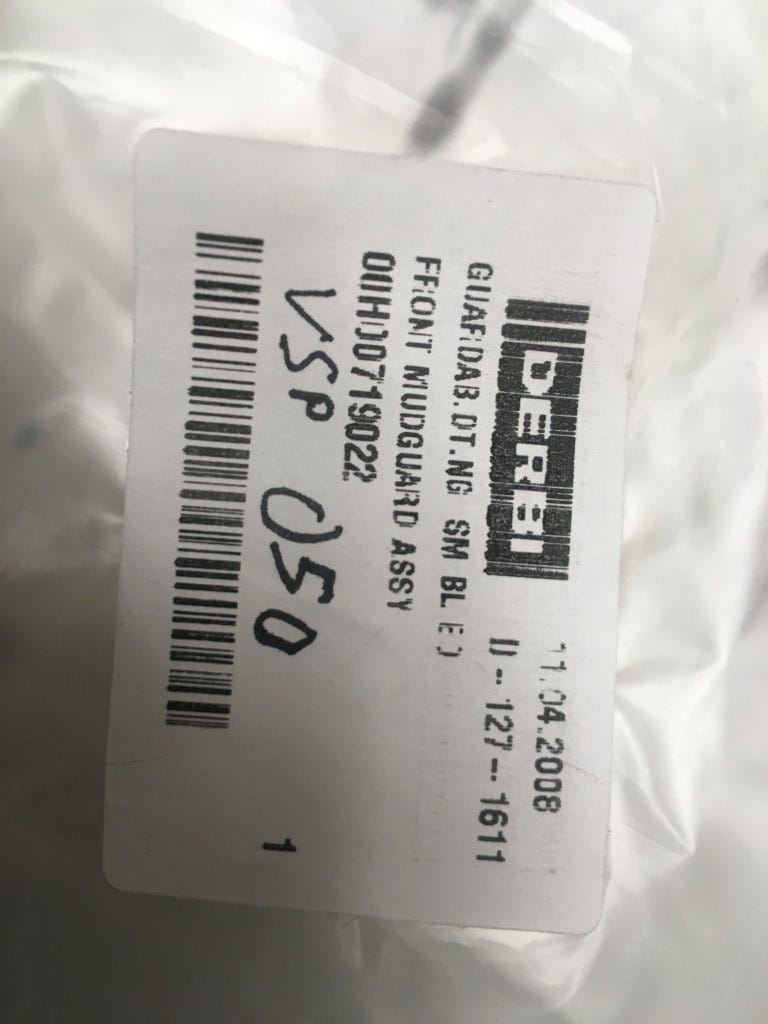 DERBI
11.04.2008
D-127-1611
GUARDAB.DT.NG SM BL ED
FRONT MUDGUARD ASSY
00H00719022
VSP 050
1